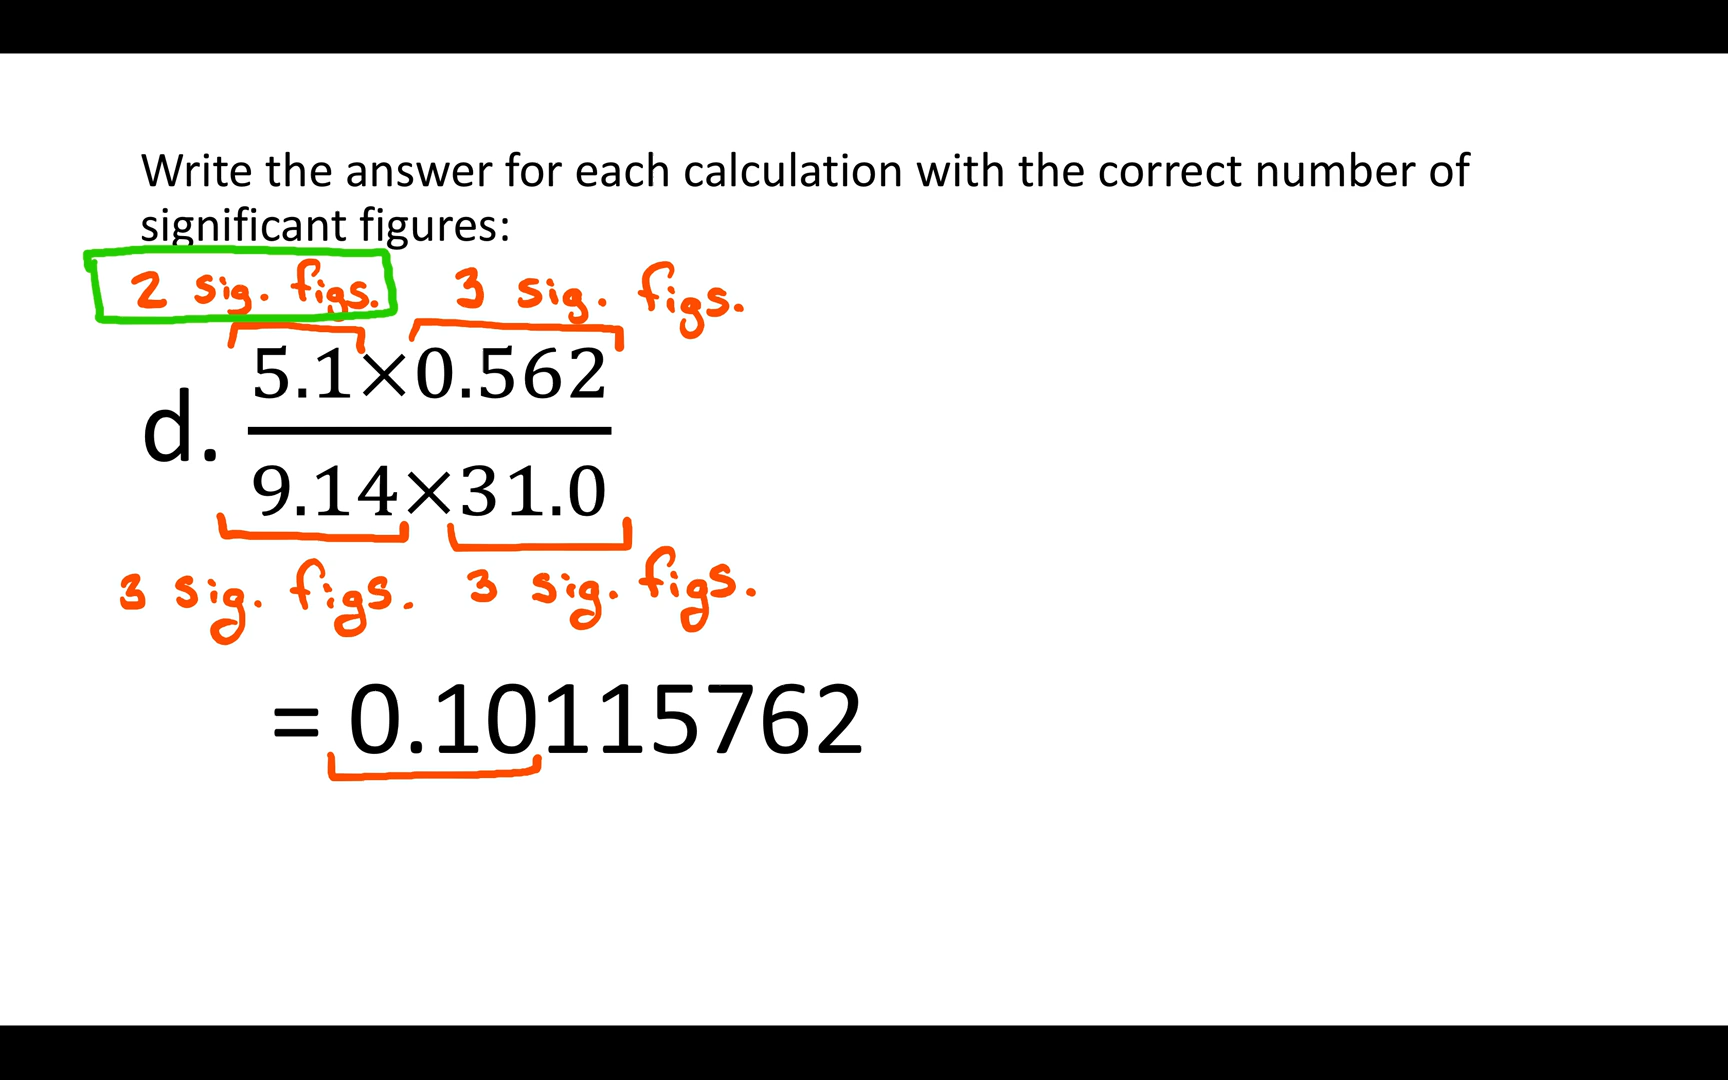 Write the answer for each calculation with the correct number of
significant figures:
2 sig. figs. 3 sig. figs.
5.1×0.562
d.
9.14×31.0
3 sig. figs. 3 sig. figs.
= 0.10115762